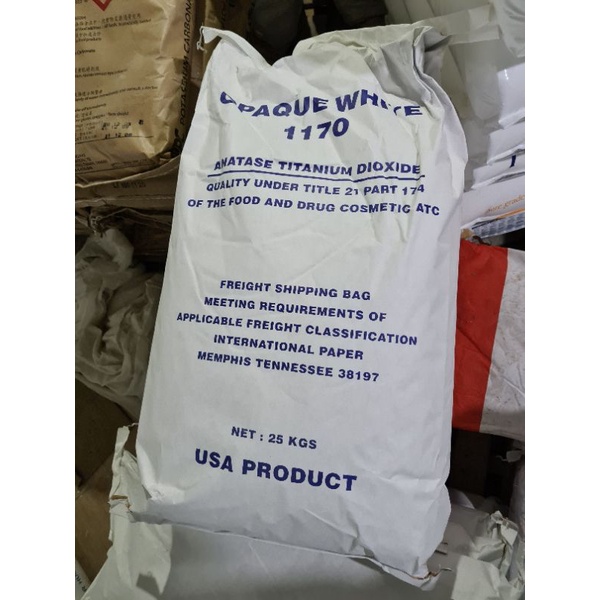 OPAQUE WHITE
1170
ANATASE TITANIUM DIOXIDE
QUALITY UNDER TITLE 21 PART 174
OF THE FOOD AND DRUG COSMETIC ATC
FREIGHT SHIPPING BAG
MEETING REQUIREMENTS OF
APPLICABLE FREIGHT CLASSIFICATION
INTERNATIONAL PAPER
MEMPHIS TENNESSEE 38197
NET : 25 KGS
USA PRODUCT
POTASSIUM CARBONA